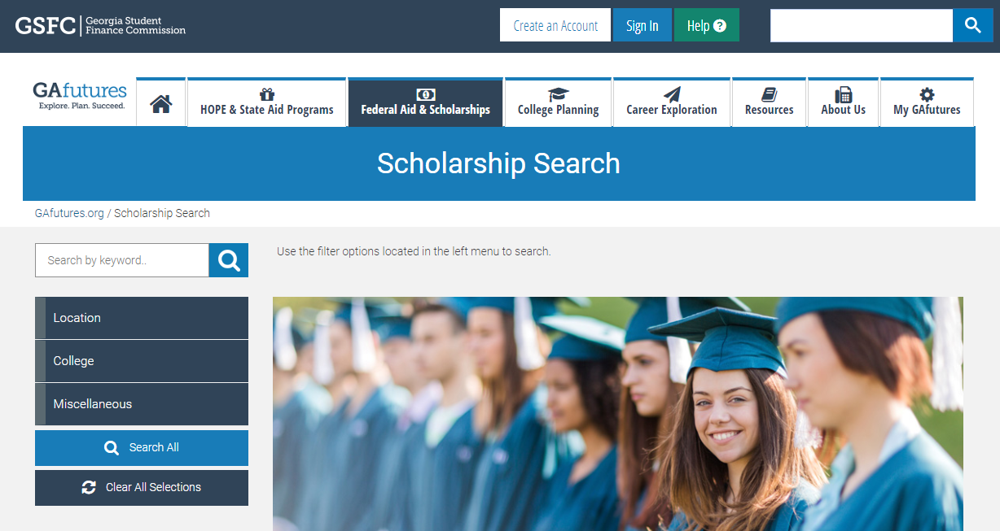 GSFC Georgia Student
Finance Commission
Create an Account
Sign In
Help ?
GAfutures
Explore. Plan. Succeed.
HOPE & State Aid Programs
Federal Aid & Scholarships
College Planning
Career Exploration
Resources
About Us
My GAfutures
Scholarship Search
GAfutures.org / Scholarship Search
Search by keyword..
Use the filter options located in the left menu to search.
Location
College
Miscellaneous
Search All
Clear All Selections